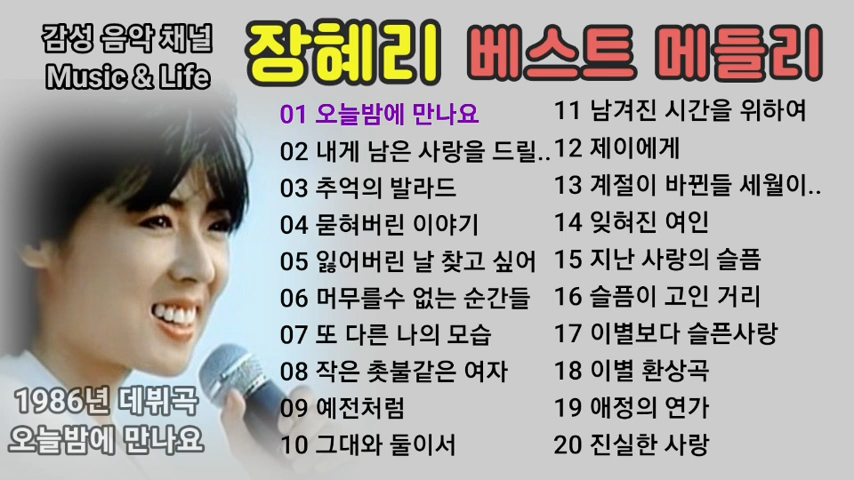 감성 음악 채널
Music & Life
장혜리 베스트 메들리
01 오늘밤에 만나요
02 내게 남은 사랑을 드릴..
03 추억의 발라드
04 묻혀버린 이야기
05 잃어버린 날 찾고 싶어
06 머무를수 없는 순간들
07 또 다른 나의 모습
08 작은 촛불같은 여자
09 예전처럼
10 그대와 둘이서
11 남겨진 시간을 위하여
12 제이에게
13 계절이 바뀐들 세월이..
14 잊혀진 여인
15 지난 사랑의 슬픔
16 슬픔이 고인 거리
17 이별보다 슬픈사랑
18 이별 환상곡
19 애정의 연가
20 진실한 사랑
1986년 데뷔곡
오늘밤에 만나요